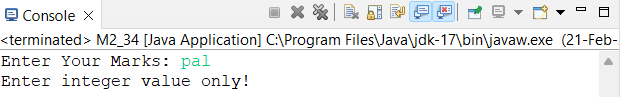 Console
<terminated> M2_34 [Java Application] C:\Program Files\Java\jdk-17\bin\javaw.exe (21-Feb-
Enter Your Marks: pal
Enter integer value only!